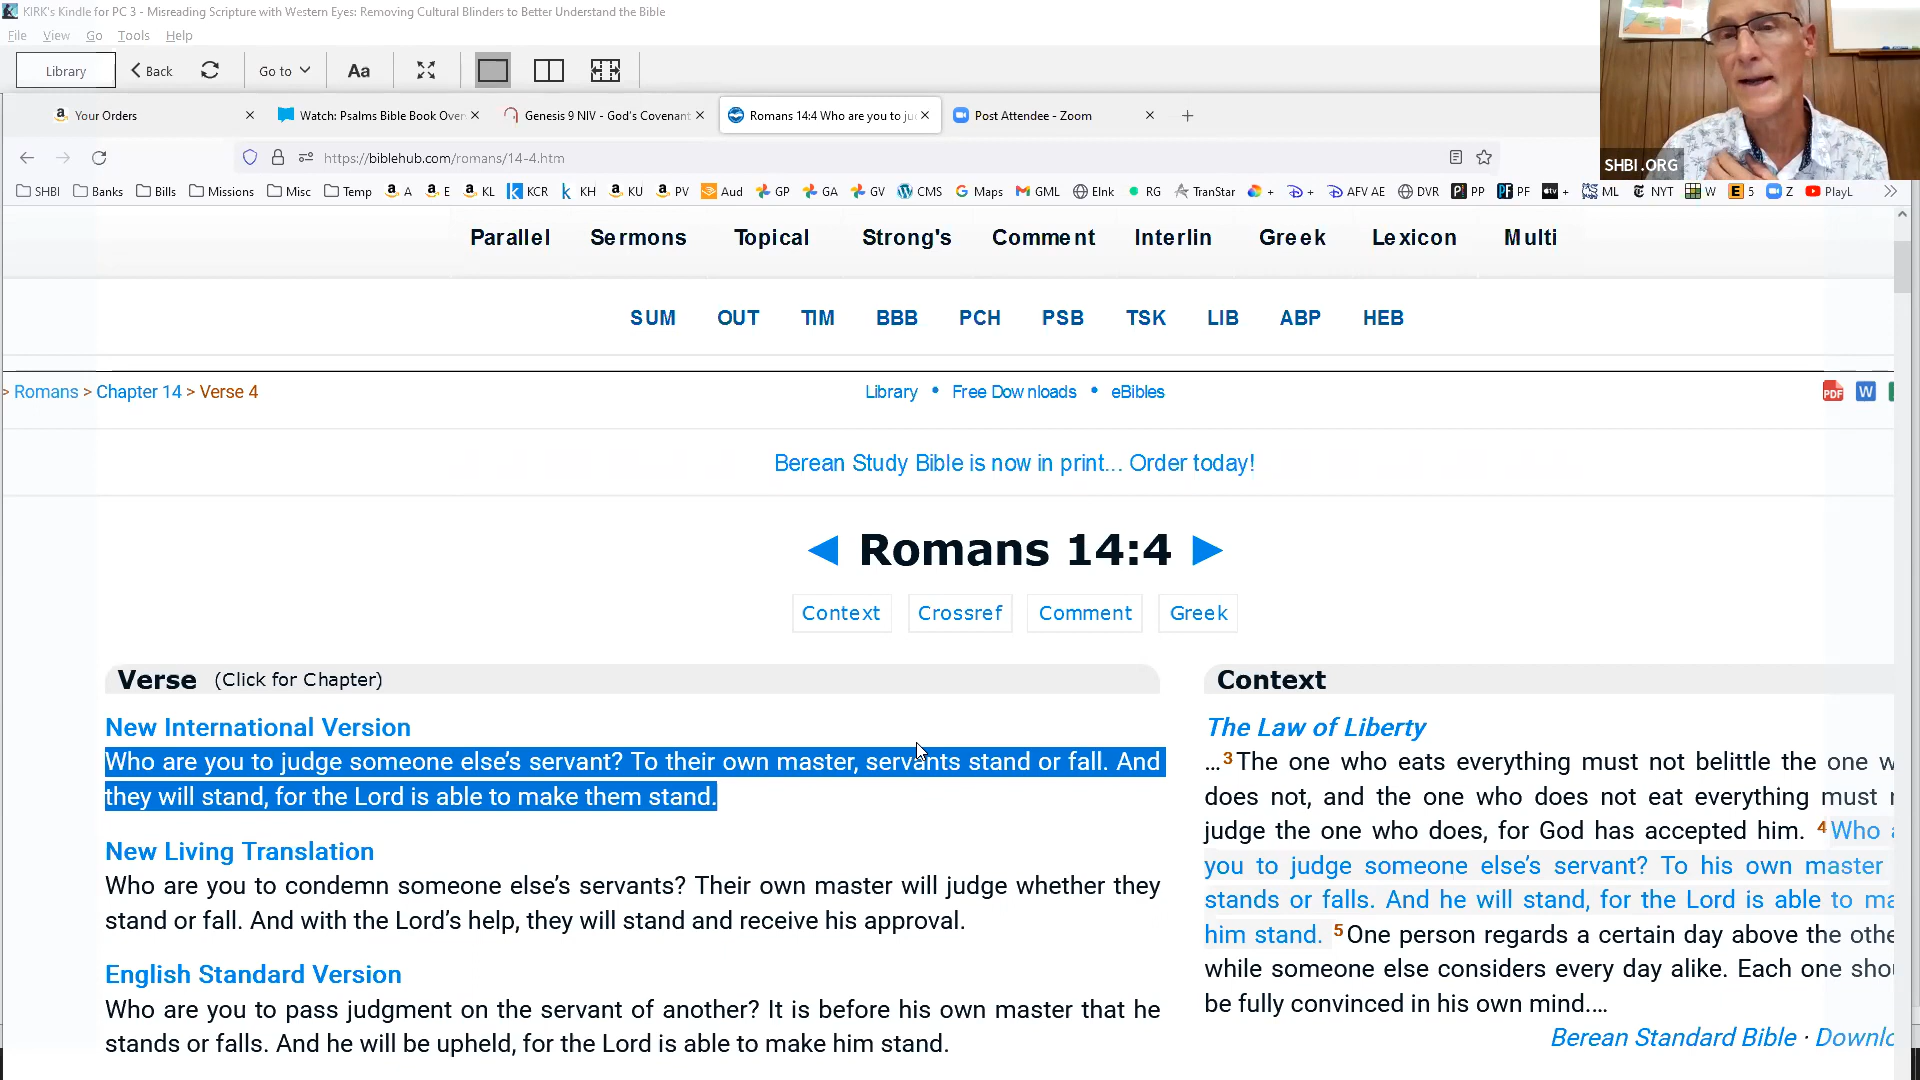 KIRK's Kindle for PC 3 - Misreading Scripture with Western Eyes: Removing Cultural Blinders to Better Understand the Bible
File View Go Tools Help
Library Back Go to Aa
Your Orders Watch: Psalms Bible Book Over Genesis 9 NIV - God's Covenant Romans 14:4 Who are you to ju Post Attendee - Zoom
https://biblehub.com/romans/14-4.htm
SHBI.ORG
SHBI Banks Bills Missions Misc Temp A E KL KCR KH KU PV Aud GP GA GV CMS Maps GML EInk RG TranStar + + AFV AE DVR PP PF + ML NYT W 5 Z PlayL
Parallel Sermons Topical Strong's Comment Interlin Greek Lexicon Multi
SUM OUT TIM BBB PCH PSB TSK LIB ABP HEB
> Romans > Chapter 14 > Verse 4
Library • Free Downloads • eBibles
PDF W
Berean Study Bible is now in print... Order today!
◄ Romans 14:4 ►
Context Crossref Comment Greek
Verse (Click for Chapter)
New International Version
Who are you to judge someone else’s servant? To their own master, servants stand or fall. And
they will stand, for the Lord is able to make them stand.
New Living Translation
Who are you to condemn someone else’s servants? Their own master will judge whether they
stand or fall. And with the Lord’s help, they will stand and receive his approval.
English Standard Version
Who are you to pass judgment on the servant of another? It is before his own master that he
stands or falls. And he will be upheld, for the Lord is able to make him stand.
Context
The Law of Liberty
…3The one who eats everything must not belittle the one w
does not, and the one who does not eat everything must
judge the one who does, for God has accepted him. 4Who
you to judge someone else’s servant? To his own master
stands or falls. And he will stand, for the Lord is able to ma
him stand. 5One person regards a certain day above the othe
while someone else considers every day alike. Each one shou
be fully convinced in his own mind.…
Berean Standard Bible · Downlo